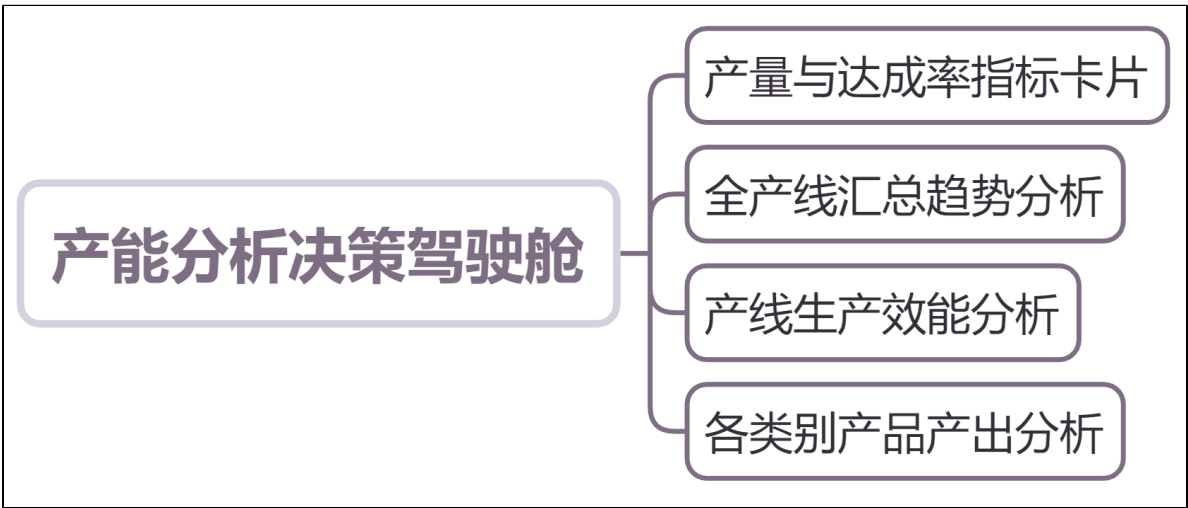 产能分析决策驾驶舱
产量与达成率指标卡片
全产线汇总趋势分析
产线生产效能分析
各类别产品产出分析